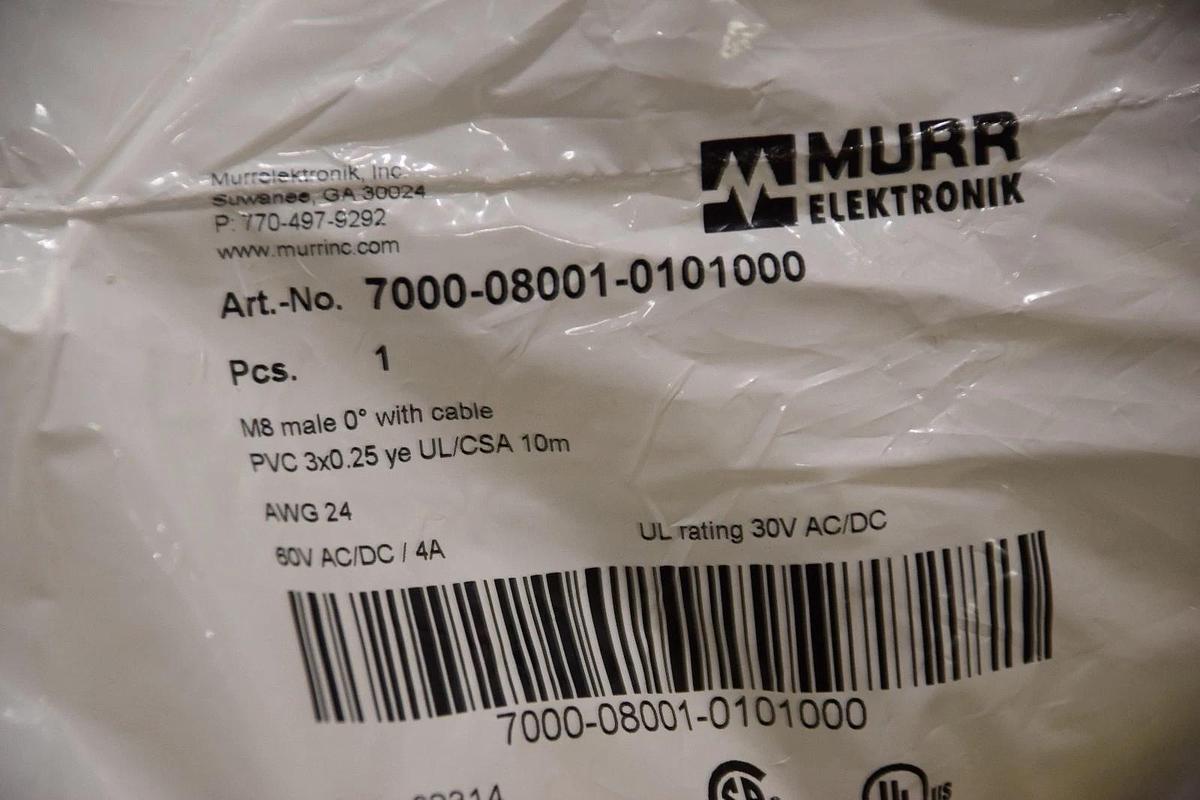 MURR
ELEKTRONIK
Murrelektronik, Inc.
Suwanee, GA 30024
P: 770-497-9292
www.murrinc.com
Art.-No. 7000-08001-0101000
Pcs. 1
M8 male 0° with cable
PVC 3x0.25 ye UL/CSA 10m
AWG 24
60V AC/DC / 4A
UL rating 30V AC/DC
7000-08001-0101000
UL US